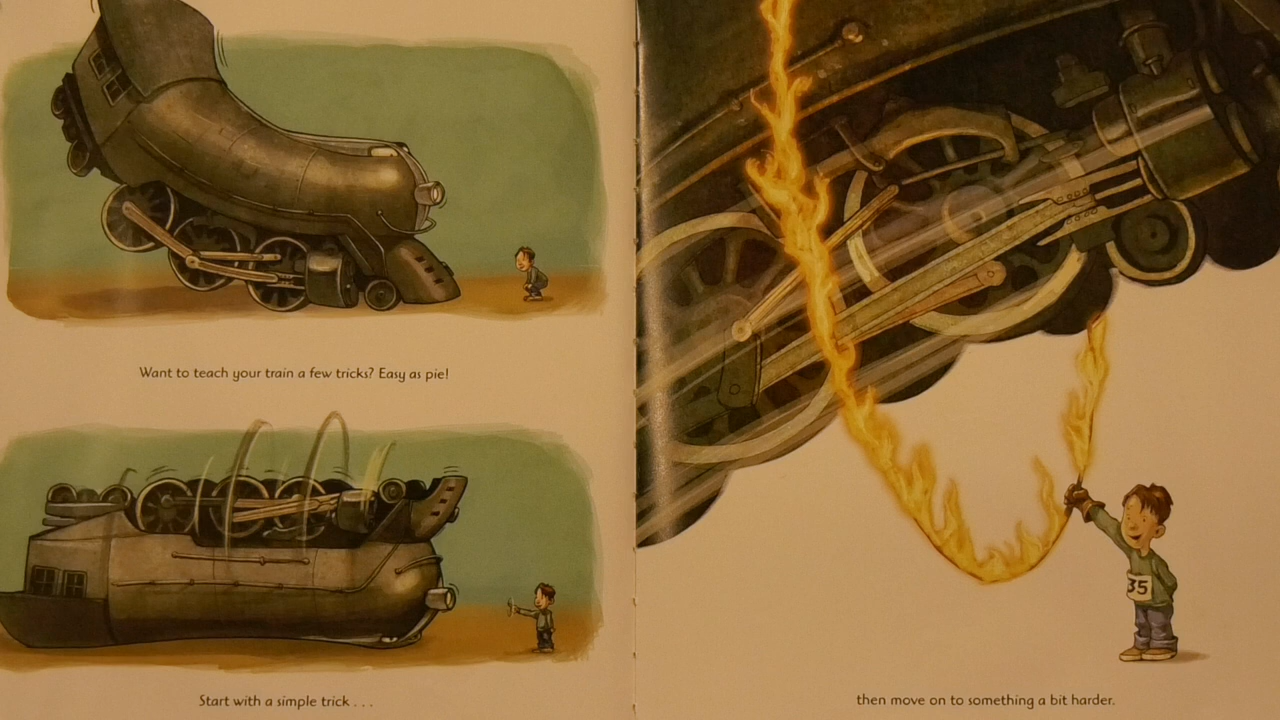 Want to teach your train a few tricks? Easy as pie!
Start with a simple trick . . .
35
then move on to something a bit harder.